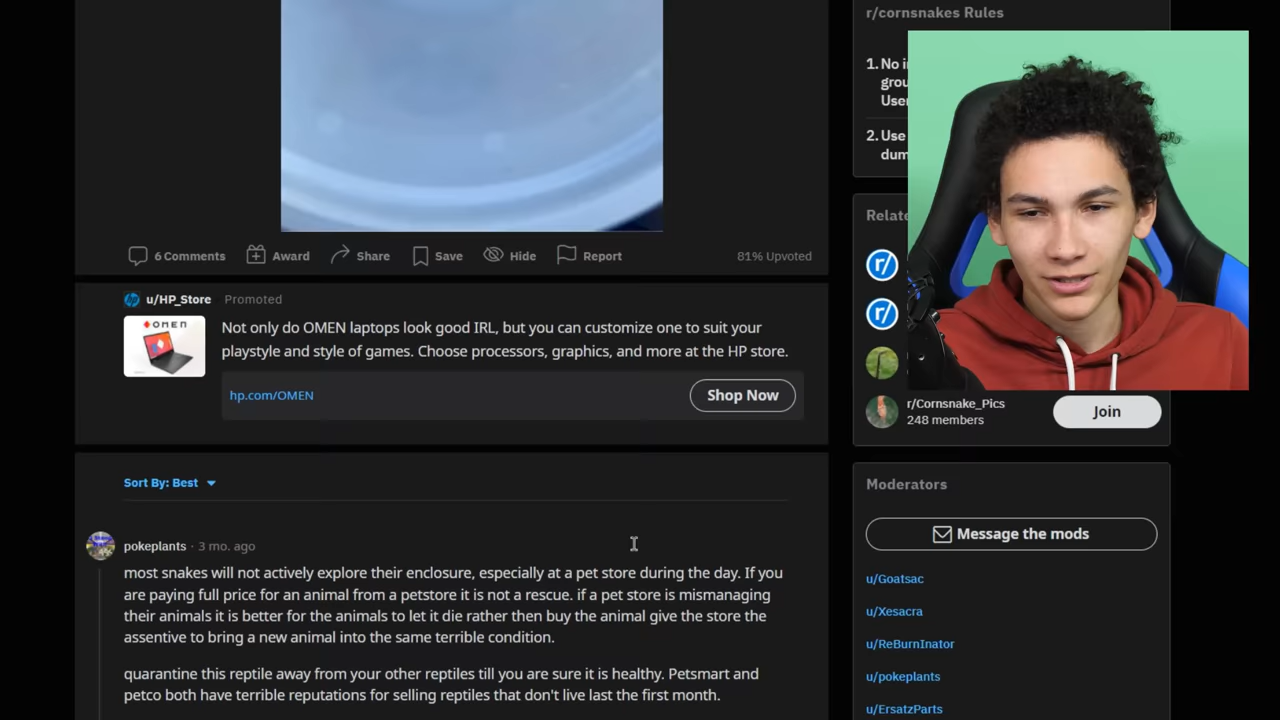 r/cornsnakes Rules
1. No i
grou
User
2. Use
dum
6 Comments Award Share Save Hide Report 81% Upvoted
u/HP_Store Promoted
OMEN
Not only do OMEN laptops look good IRL, but you can customize one to suit your
playstyle and style of games. Choose processors, graphics, and more at the HP store.
hp.com/OMEN Shop Now
Relate
r/
r/
r/Cornsnake_Pics
248 members
Join
Sort By: Best
pokeplants · 3 mo. ago
most snakes will not actively explore their enclosure, especially at a pet store during the day. If you
are paying full price for an animal from a petstore it is not a rescue. if a pet store is mismanaging
their animals it is better for the animals to let it die rather then buy the animal give the store the
assentive to bring a new animal into the same terrible condition.
quarantine this reptile away from your other reptiles till you are sure it is healthy. Petsmart and
petco both have terrible reputations for selling reptiles that don't live last the first month.
Moderators
Message the mods
u/Goatsac
u/Xesacra
u/ReBurnInator
u/pokeplants
u/ErsatzParts